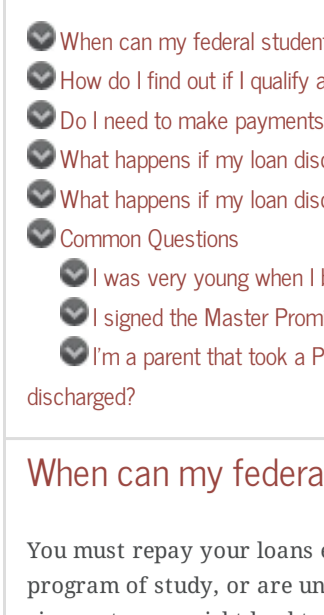 When can my federal student
How do I find out if I qualify a
Do I need to make payments
What happens if my loan disc
What happens if my loan disc
Common Questions
I was very young when I b
I signed the Master Prom
I'm a parent that took a P
discharged?
When can my federa
You must repay your loans e
program of study, or are un